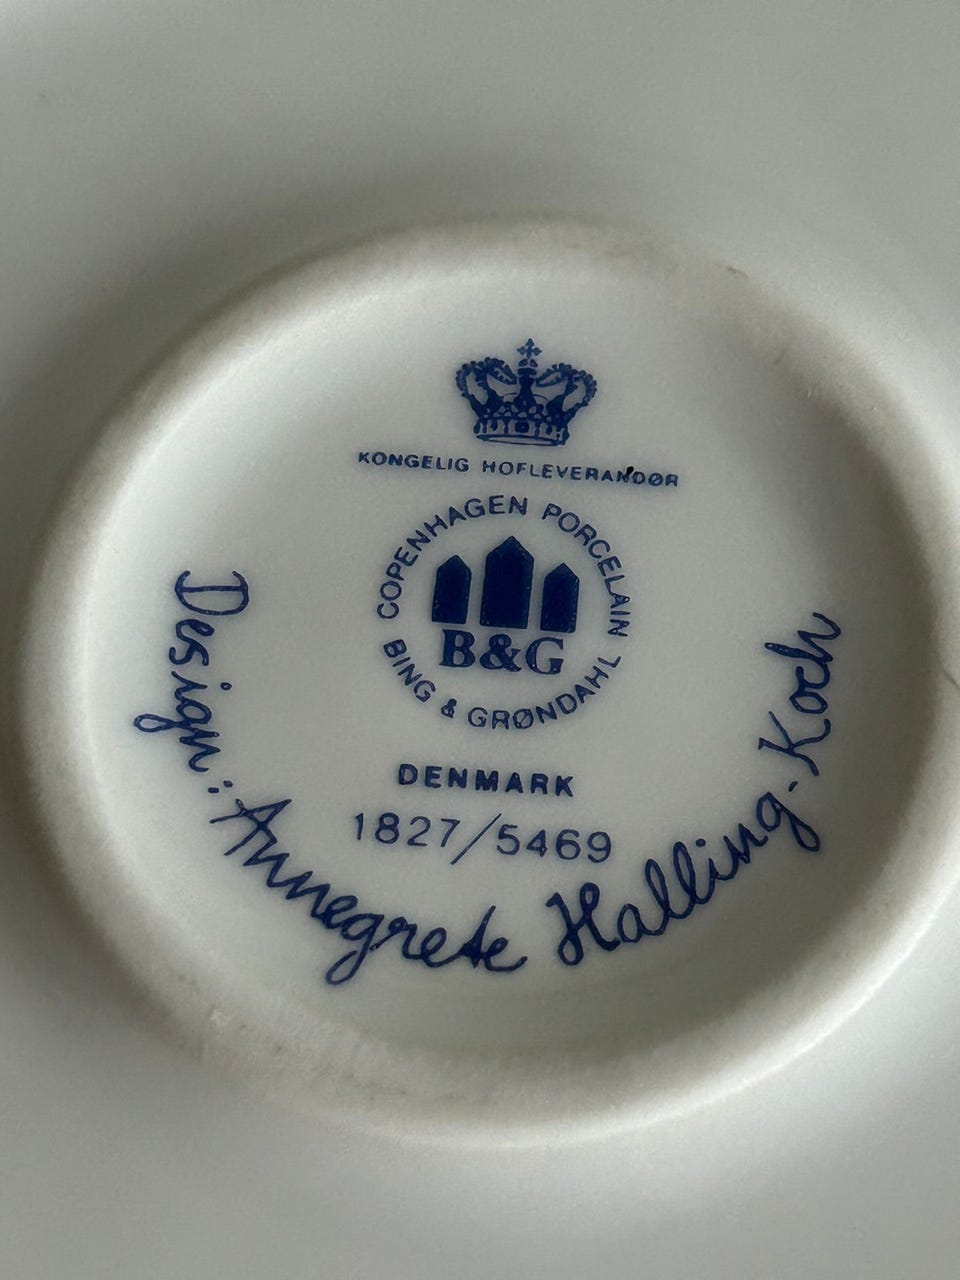 KONGELIG HOFLEVERANDØR
COPENHAGEN PORCELAIN
B&G
BING & GRØNDAHL
DENMARK
1827/5469
Design: Annegrete Halling-Koch